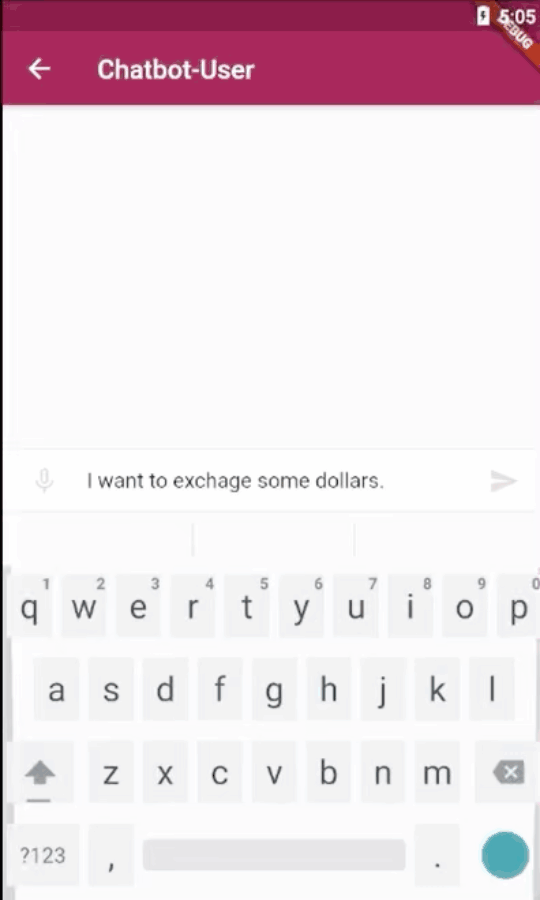 5:05
DEBUG
Chatbot-User
I want to exchage some dollars.
1 2 3 4 5 6 7 8 9 0
q w e r t y u i o p
a s d f g h j k l
z x c v b n m
?123 , .